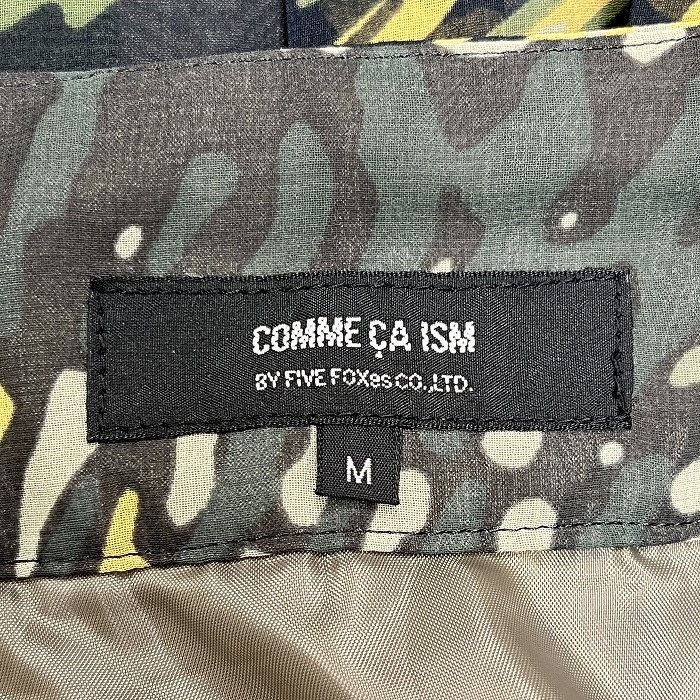 COMME ÇA ISM
BY FIVE FOXes CO.,LTD.
M